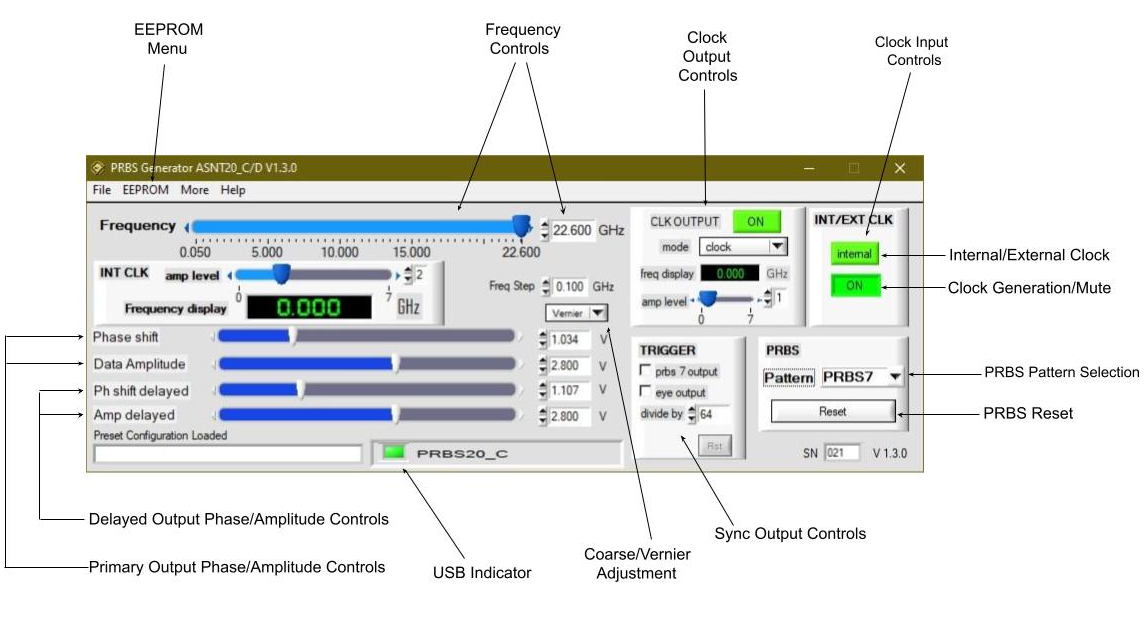 EEPROM
Menu
Frequency
Controls
Clock
Output
Controls
Clock Input
Controls
PRBS Generator ASNT20_C/D V1.3.0
File EEPROM More Help
Frequency
22.600 GHz
0.050 5.000 10.000 15.000 22.600
INT CLK amp level 2
0 7
Frequency display 0.000 GHz
Freq Step 0.100 GHz
Vernier
CLK OUTPUT ON
mode clock
freq display 0.000 GHz
amp level 1
0 7
INT/EXT CLK
internal
ON
Internal/External Clock
Clock Generation/Mute
Phase shift 1.034 V
Data Amplitude 2.800 V
Ph shift delayed 1.107 V
Amp delayed 2.800 V
Preset Configuration Loaded
PRBS20_C
TRIGGER
prbs 7 output
eye output
divide by 64
Rst
PRBS
Pattern PRBS7
Reset
SN 021 V 1.3.0
PRBS Pattern Selection
PRBS Reset
Delayed Output Phase/Amplitude Controls
Primary Output Phase/Amplitude Controls
USB Indicator
Coarse/Vernier
Adjustment
Sync Output Controls